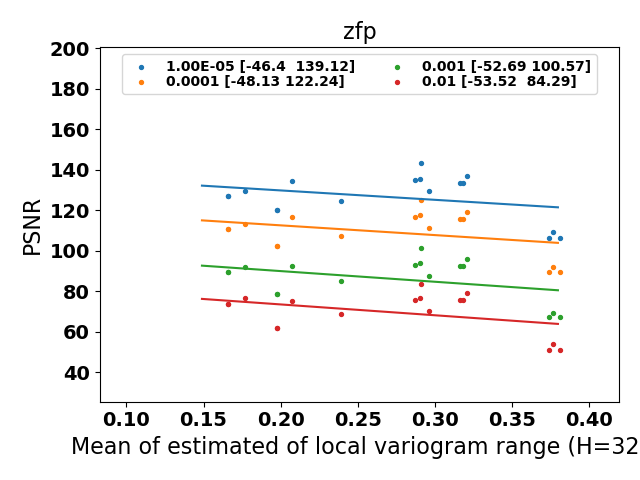 zfp
1.00E-05 [-46.4  139.12]
0.0001 [-48.13 122.24]
0.001 [-52.69 100.57]
0.01 [-53.52  84.29]
200
180
160
140
120
100
80
60
40
PSNR
0.10 0.15 0.20 0.25 0.30 0.35 0.40
Mean of estimated of local variogram range (H=32